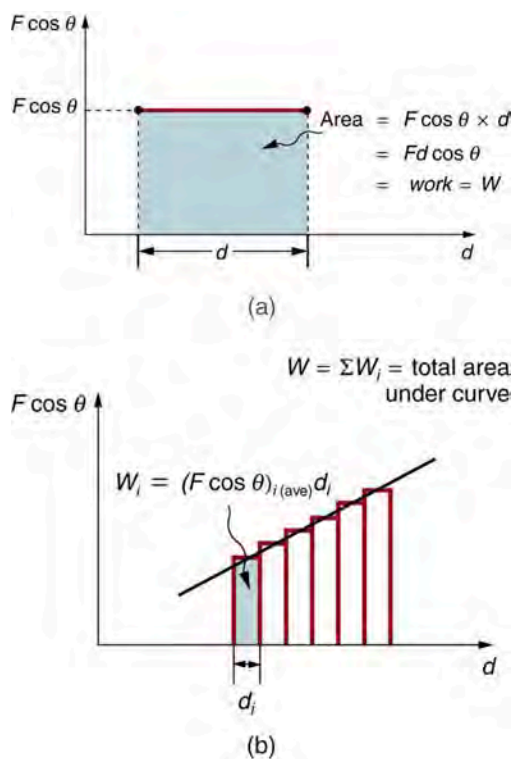 F cos θ
F cos θ
Area = F cos θ × d
= Fd cos θ
= work = W
d
d
(a)
W = ΣWᵢ = total area
under curve
F cos θ
Wᵢ = (F cos θ)ᵢ₍ₐᵥₑ₎dᵢ
d
dᵢ
(b)